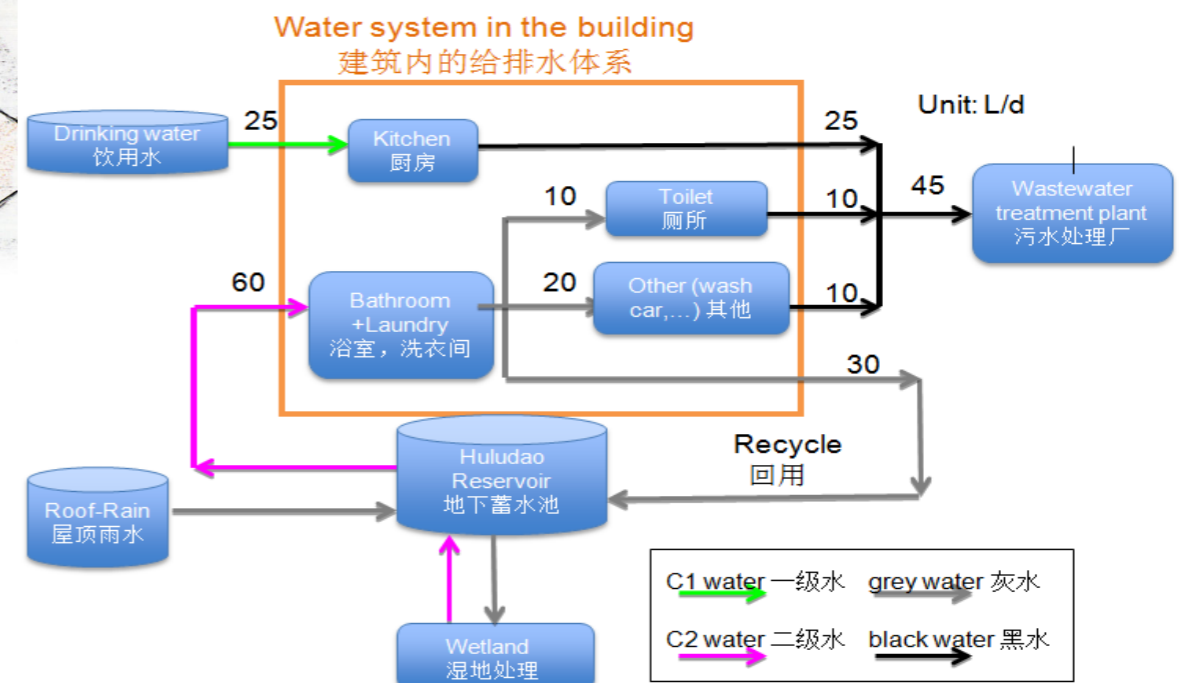 Water system in the building
建筑内的给排水体系
Unit: L/d
Drinking water
饮用水
25
Kitchen
厨房
25
10
Toilet
厕所
10
45
Wastewater
treatment plant
污水处理厂
60
Bathroom
+Laundry
浴室，洗衣间
20
Other (wash
car,...) 其他
10
30
Recycle
回用
Huludao
Reservoir
地下蓄水池
Roof-Rain
屋顶雨水
Wetland
湿地处理
C1 water 一级水
grey water 灰水
C2 water 二级水
black water 黑水